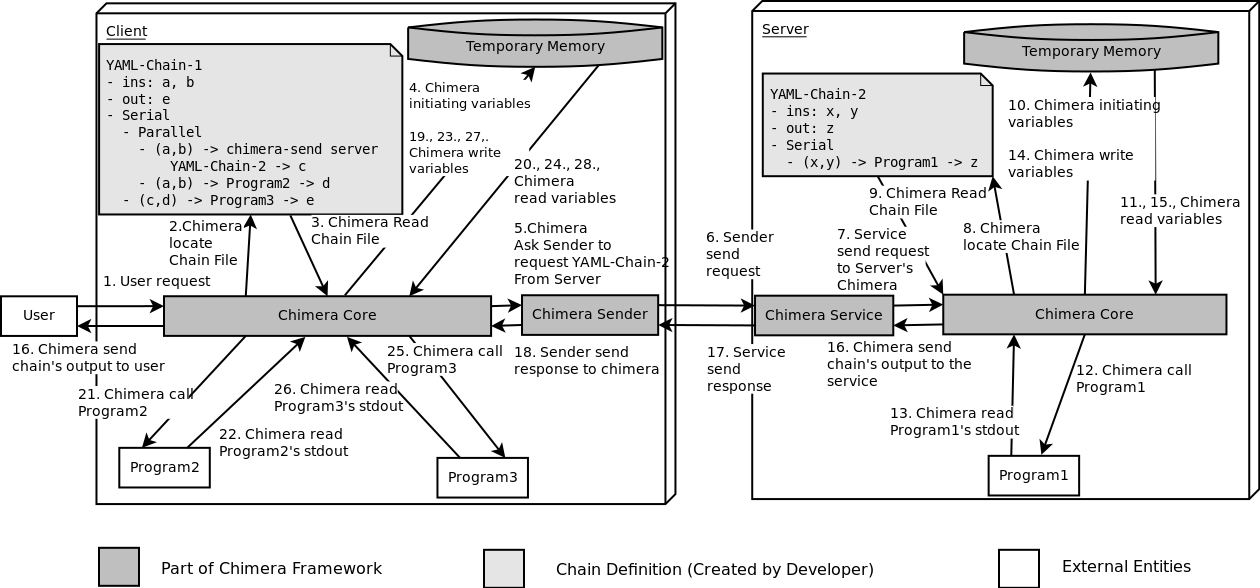 Client
YAML-Chain-1
- ins: a, b
- out: e
- Serial
- Parallel
- (a,b) -> chimera-send server
YAML-Chain-2 -> c
- (a,b) -> Program2 -> d
- (c,d) -> Program3 -> e
Temporary Memory
4. Chimera
initiating variables
19., 23., 27,.
Chimera write
variables
20., 24., 28.,
Chimera
read variables
2.Chimera
locate
Chain File
3. Chimera Read
Chain File
5.Chimera
Ask Sender to
request YAML-Chain-2
From Server
1. User request
User
Chimera Core
Chimera Sender
16. Chimera send
chain's output to user
21. Chimera call
Program2
22. Chimera read
Program2's stdout
25. Chimera call
Program3
26. Chimera read
Program3's stdout
18. Sender send
response to chimera
Program2
Program3
6. Sender
send
request
17. Service
send
response
Server
YAML-Chain-2
- ins: x, y
- out: z
- Serial
- (x,y) -> Program1 -> z
Temporary Memory
10. Chimera initiating
variables
14. Chimera write
variables
11., 15., Chimera
read variables
9. Chimera Read
Chain File
7. Service
send request
to Server's
Chimera
8. Chimera
locate Chain File
Chimera Service
Chimera Core
16. Chimera send
chain's output to the
service
12. Chimera call
Program1
13. Chimera read
Program1's stdout
Program1
Part of Chimera Framework
Chain Definition (Created by Developer)
External Entities